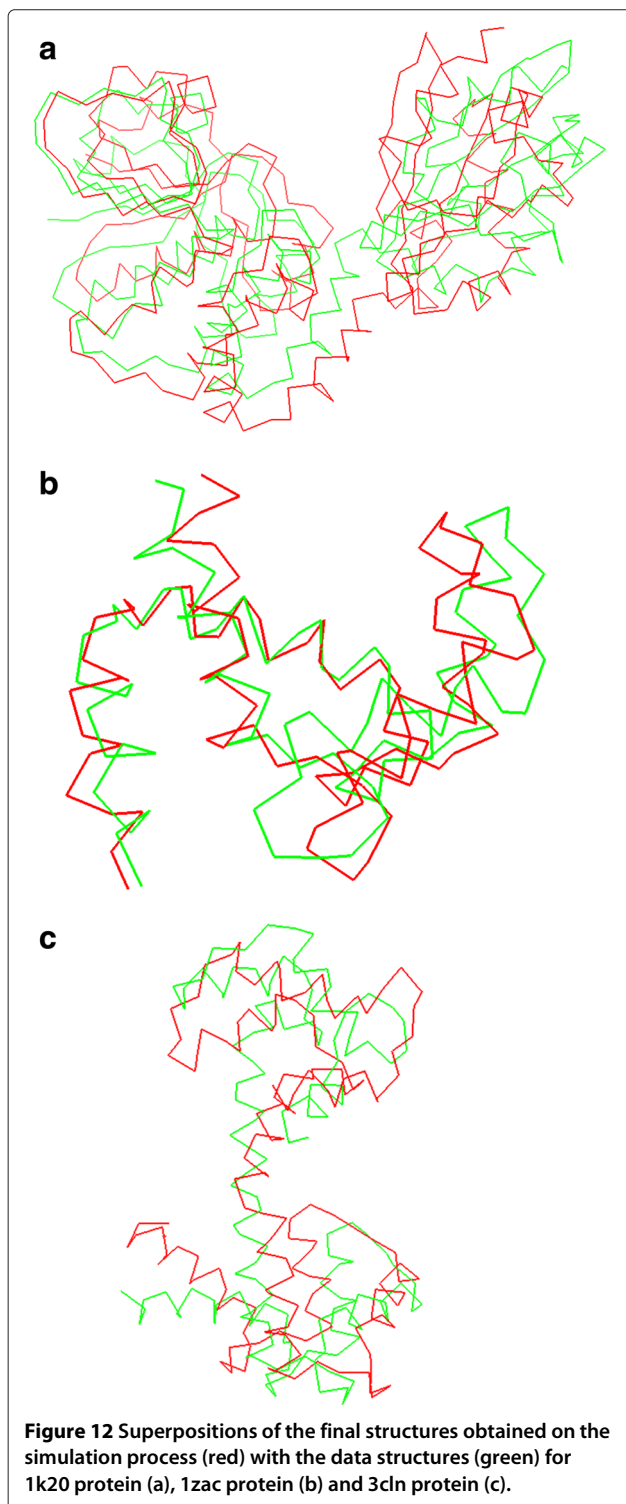 a
b
c
Figure 12 Superpositions of the final structures obtained on the
simulation process (red) with the data structures (green) for
1k20 protein (a), 1zac protein (b) and 3cln protein (c).